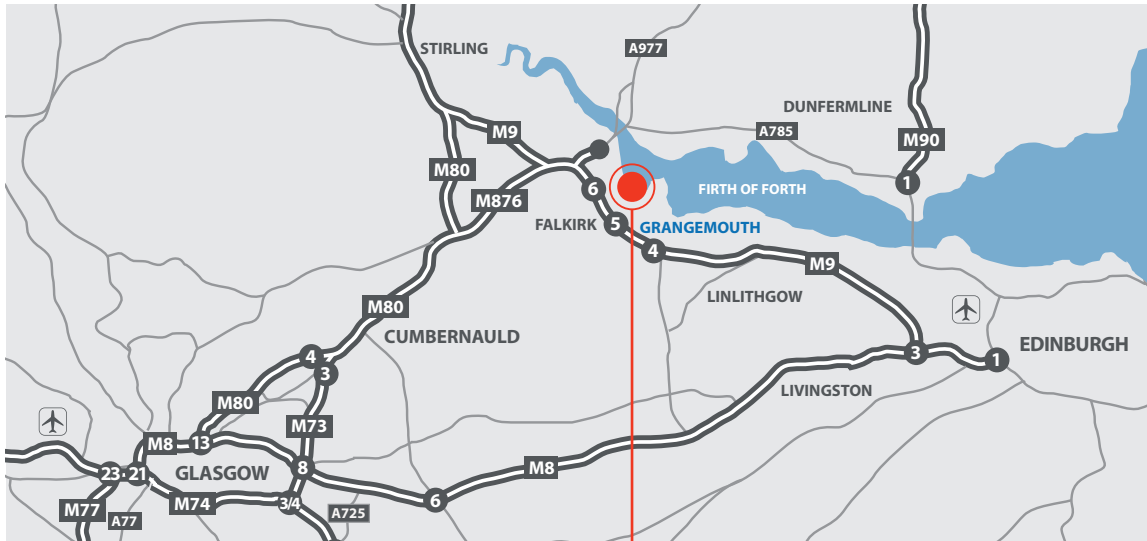 STIRLING
A977
DUNFERMLINE
M9
A785
M90
M80
M876
6
1
FIRTH OF FORTH
FALKIRK
5
GRANGEMOUTH
4
M9
LINLITHGOW
M80
CUMBERNAULD
4
3
3
1
EDINBURGH
LIVINGSTON
M80
M73
M8
13
GLASGOW
8
M8
23·21
M74
3/4
6
M77
A77
A725